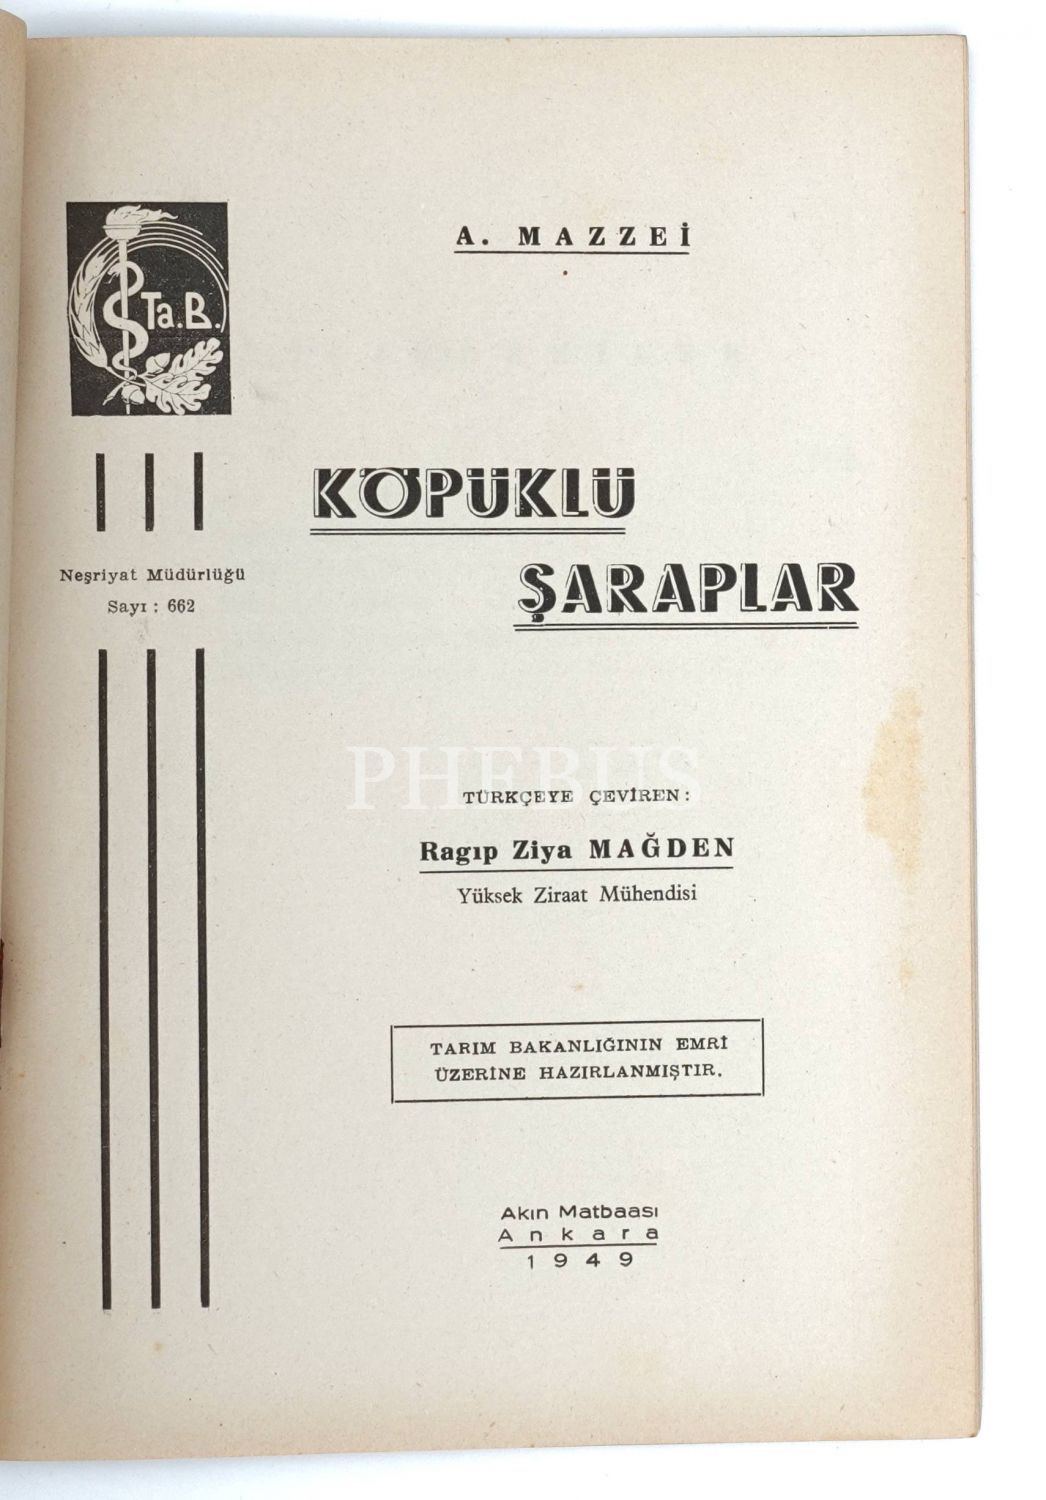 A. MAZZEİ
Ta.B.
KÖPÜKLÜ
ŞARAPLAR
Neşriyat Müdürlüğü
Sayı : 662
PHEBUS
TÜRKÇEYE ÇEVİREN :
Ragıp Ziya MAĞDEN
Yüksek Ziraat Mühendisi
TARIM BAKANLIĞININ EMRİ
ÜZERİNE HAZIRLANMIŞTIR.
Akın Matbaası
Ankara
1949